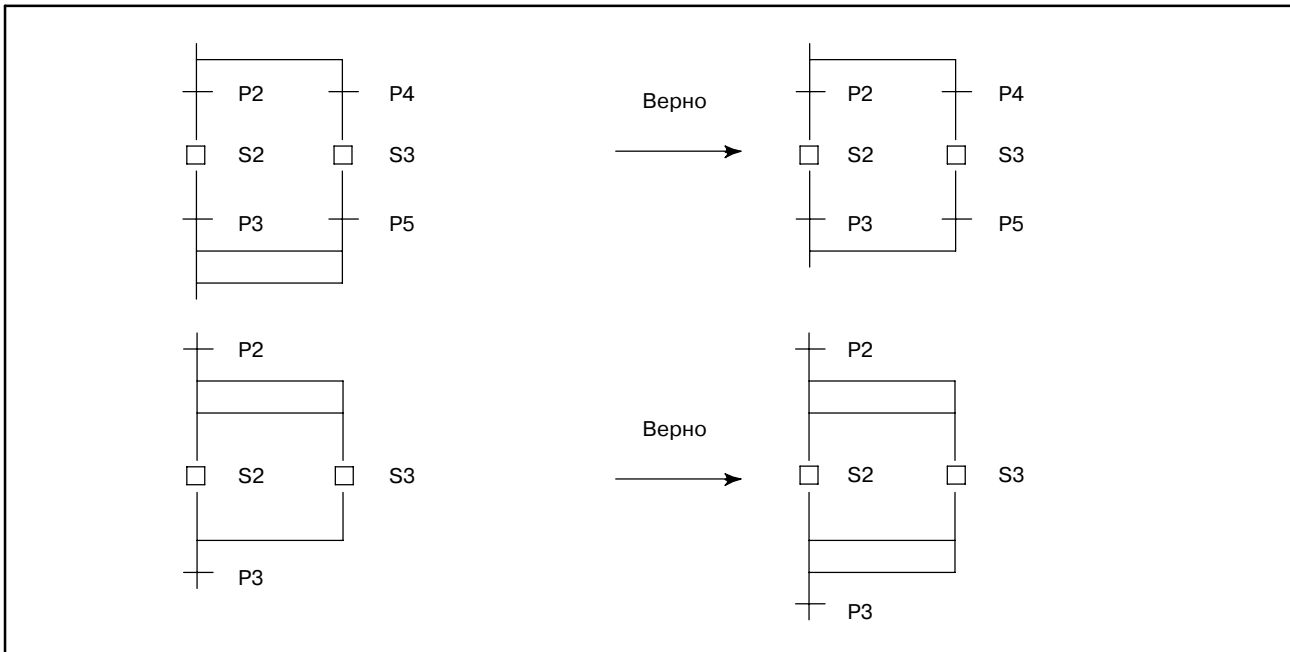 P2 P4 Верно P2 P4
S2 S3 S2 S3
P3 P5 P3 P5
P2 P2
Верно
S2 S3 S2 S3
P3 P3